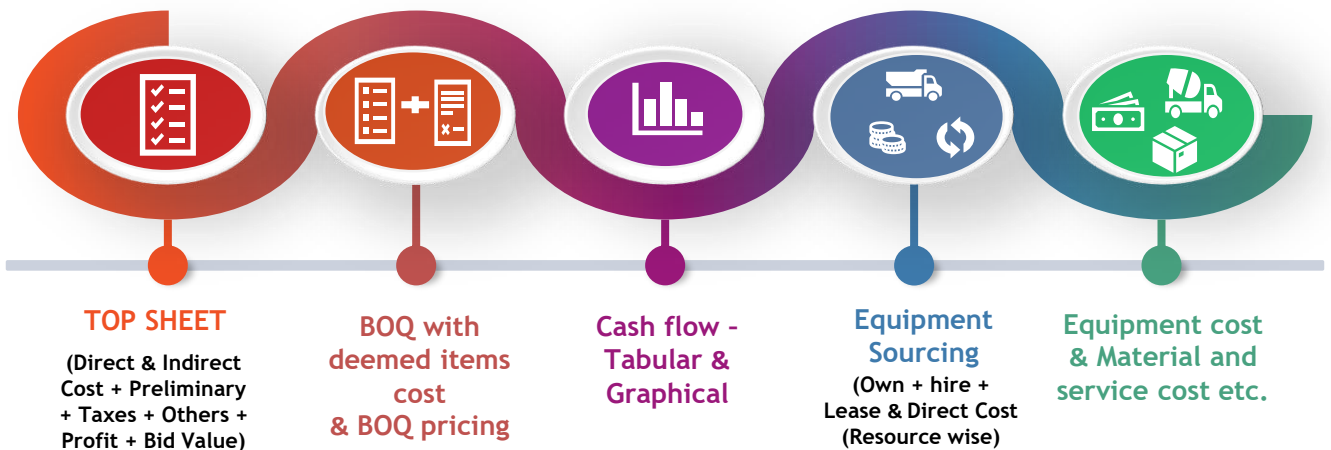 TOP SHEET
(Direct & Indirect
Cost + Preliminary
+ Taxes + Others +
Profit + Bid Value)
BOQ with
deemed items
cost
& BOQ pricing
Cash flow -
Tabular &
Graphical
Equipment
Sourcing
(Own + hire +
Lease & Direct Cost
(Resource wise)
Equipment cost
& Material and
service cost etc.